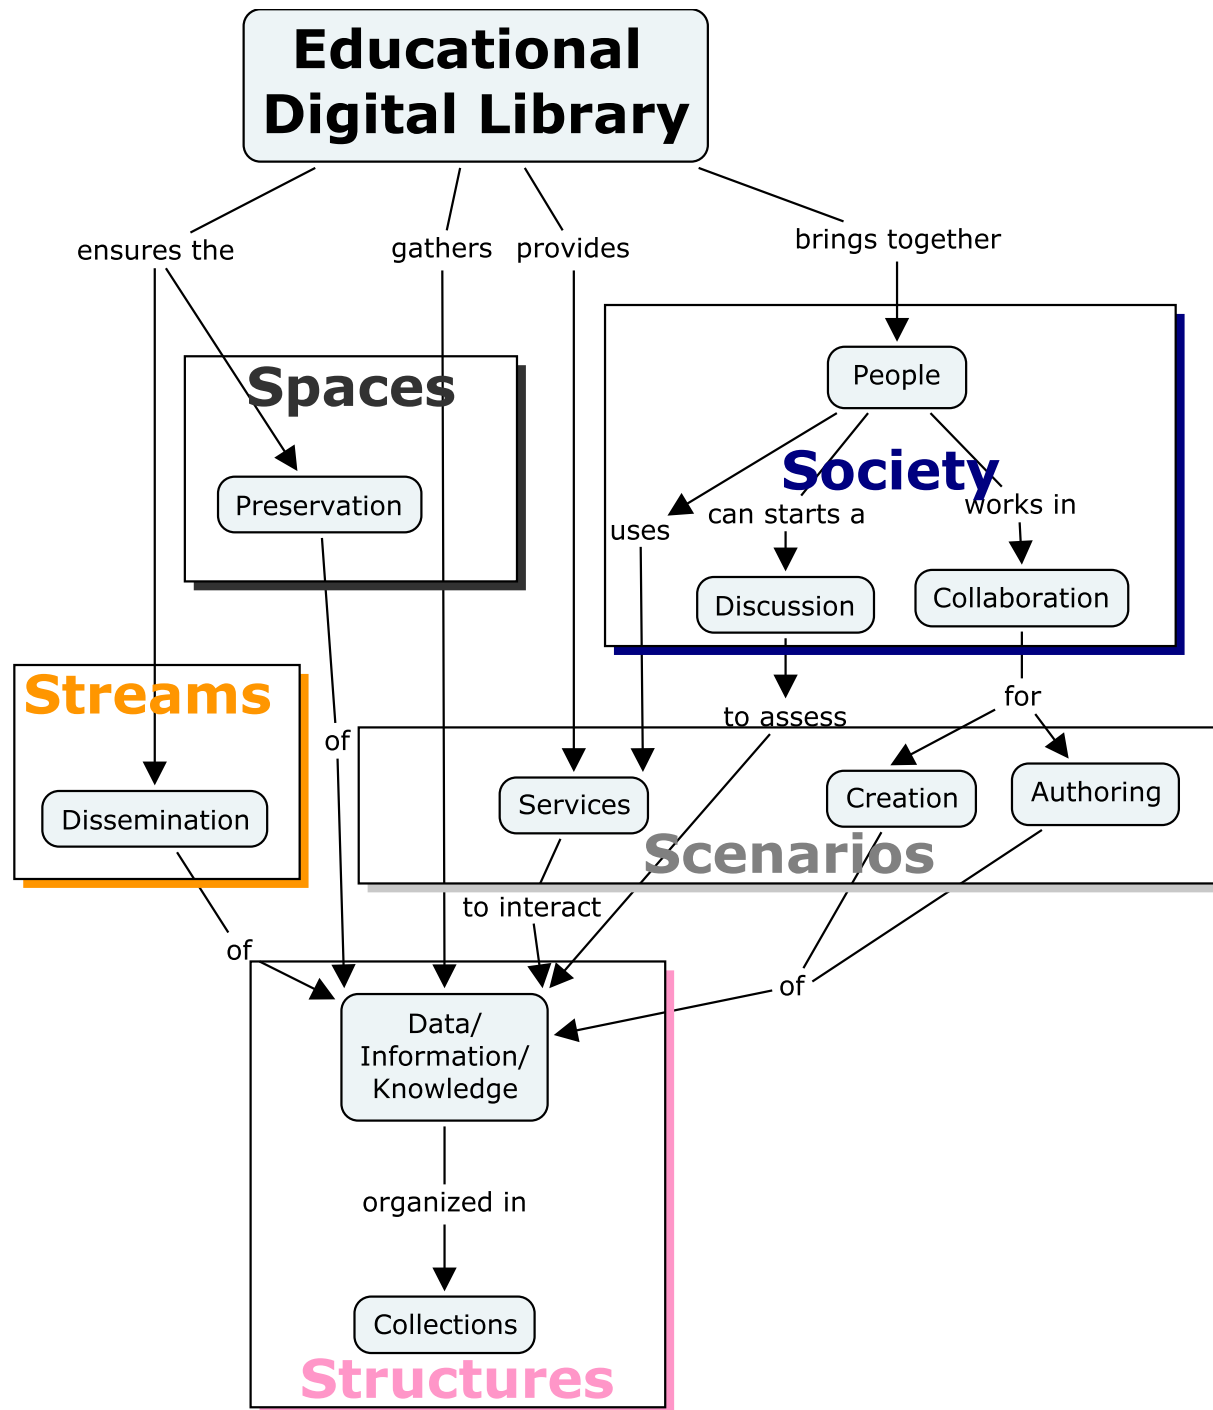 Educational
Digital Library
ensures the
gathers
provides
brings together
Spaces
People
Society
Preservation
uses
can starts a
works in
Discussion
Collaboration
Streams
of
to assess
for
Dissemination
Services
Creation
Authoring
Scenarios
to interact
of
of
Data/
Information/
Knowledge
organized in
Collections
Structures